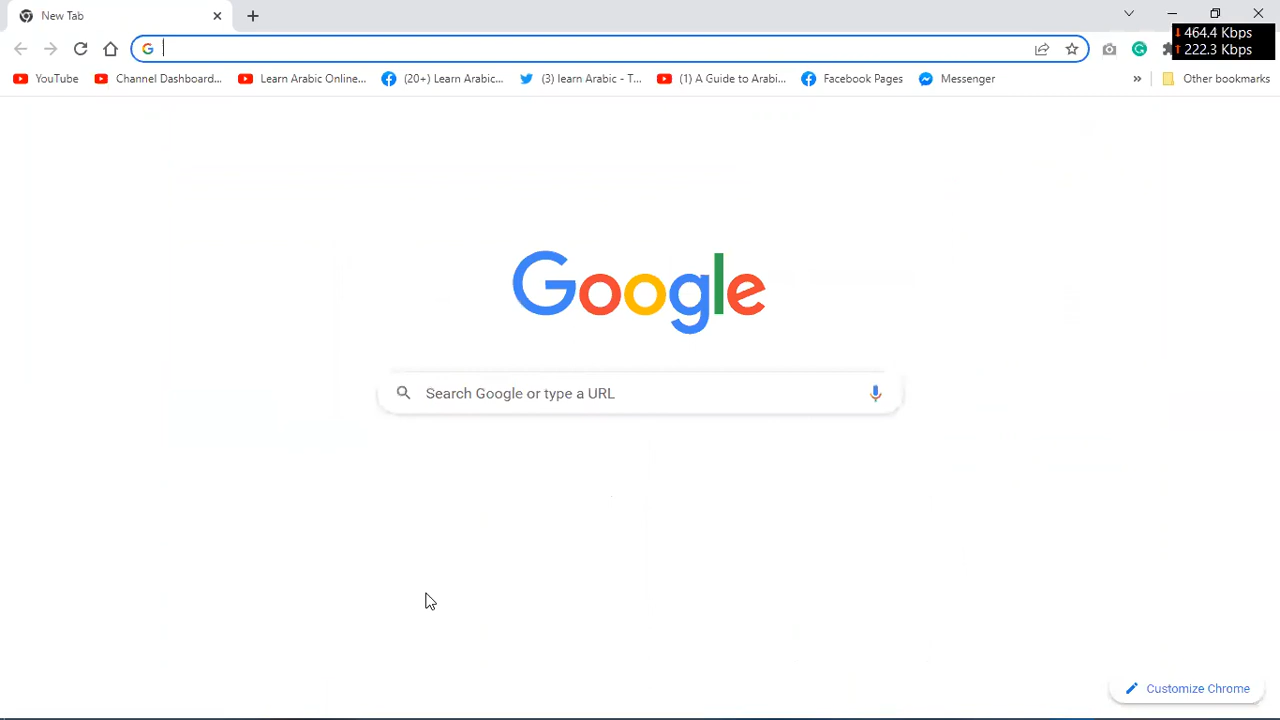 New Tab
464.4 Kbps
222.3 Kbps
YouTube
Channel Dashboard...
Learn Arabic Online...
(20+) Learn Arabic...
(3) learn Arabic - T...
(1) A Guide to Arabi...
Facebook Pages
Messenger
»
Other bookmarks
Google
Search Google or type a URL
Customize Chrome